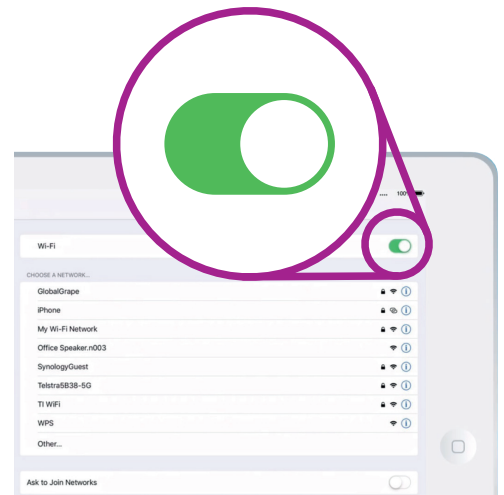 100%
Wi-Fi
CHOOSE A NETWORK...
GlobalGrape
iPhone
My Wi-Fi Network
Office Speaker.n003
SynologyGuest
Telstra5B38-5G
TI WiFi
WPS
Other...
Ask to Join Networks